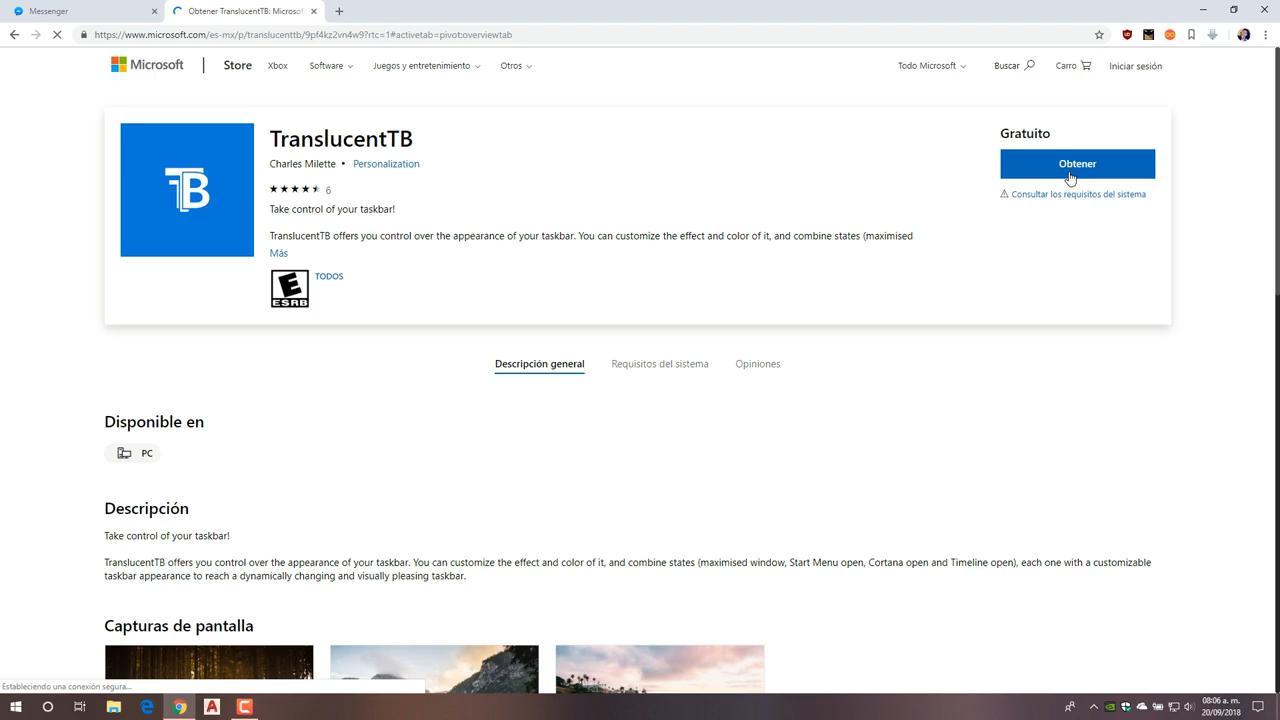 Messenger
Obtener TranslucentTB: Microsof
https://www.microsoft.com/es-mx/p/translucenttb/9pf4kz2vn4w9?rtc=1#activetab=pivot:overviewtab
Microsoft
Store
Xbox
Software
Juegos y entretenimiento
Otros
Todo Microsoft
Buscar
Carro
Iniciar sesión
TB
TranslucentTB
Charles Milette • Personalization
6
Take control of your taskbar!
TranslucentTB offers you control over the appearance of your taskbar. You can customize the effect and color of it, and combine states (maximised
Más
E
ESRB
TODOS
Gratuito
Obtener
Consultar los requisitos del sistema
Descripción general
Requisitos del sistema
Opiniones
Disponible en
PC
Descripción
Take control of your taskbar!
TranslucentTB offers you control over the appearance of your taskbar. You can customize the effect and color of it, and combine states (maximised window, Start Menu open, Cortana open and Timeline open), each one with a customizable
taskbar appearance to reach a dynamically changing and visually pleasing taskbar.
Capturas de pantalla
Estableciendo una conexión segura...
08:06 a. m.
20/09/2018